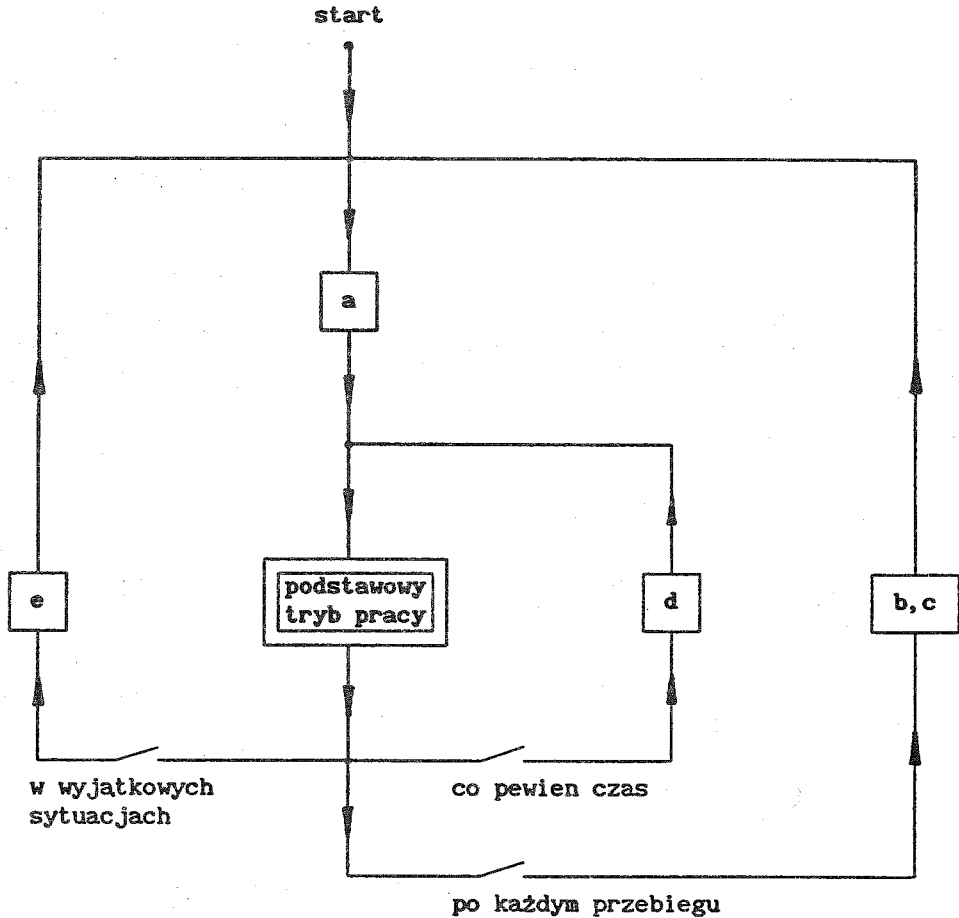 start
a
podstawowy
tryb pracy
e
d
b,c
w wyjątkowych
sytuacjach
co pewien czas
po każdym przebiegu